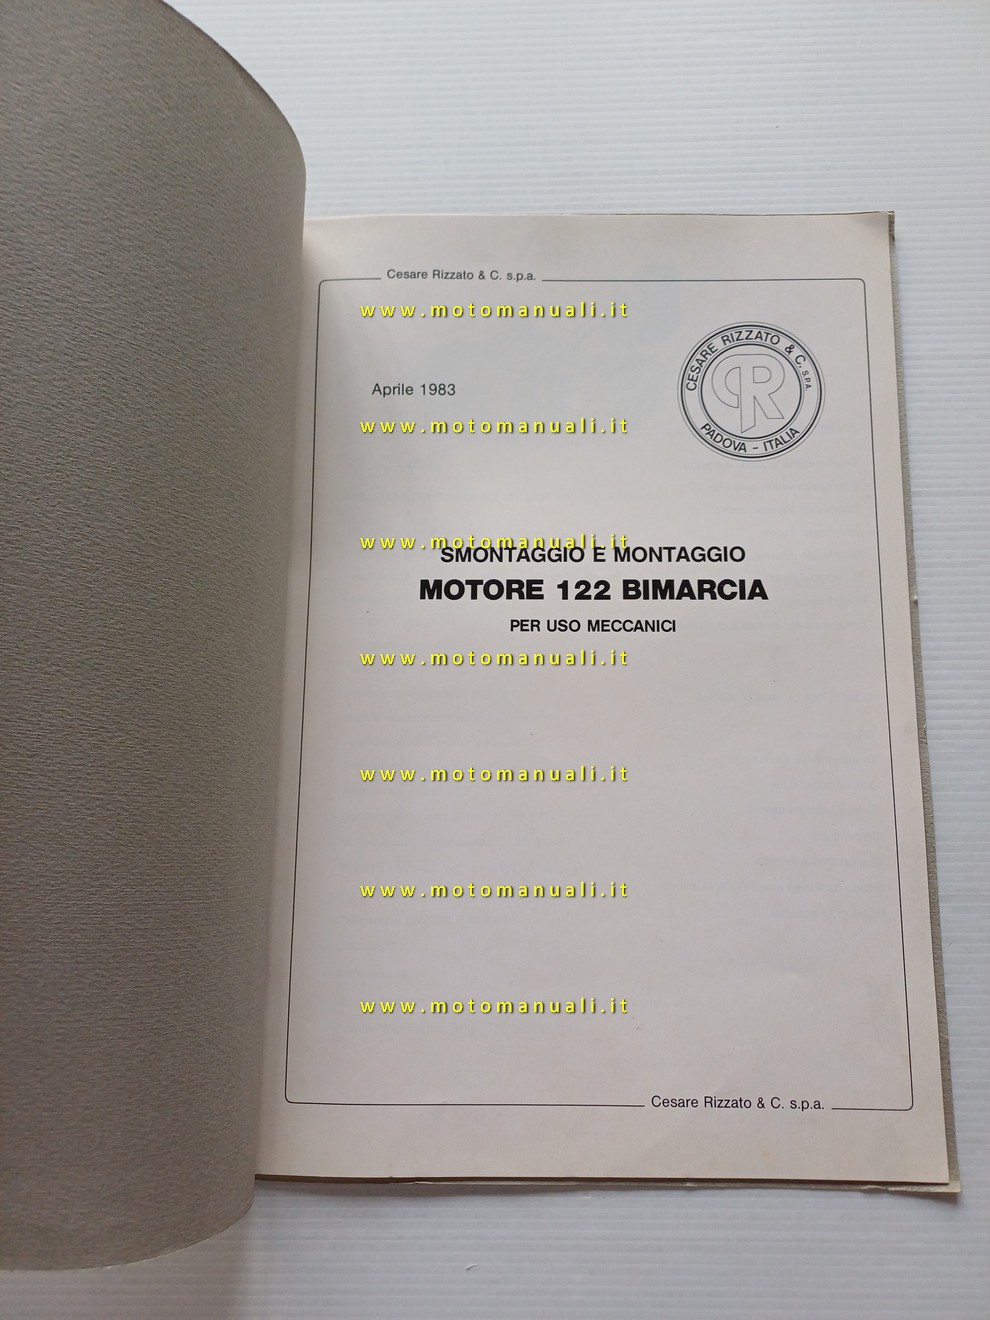 Cesare Rizzato & C. s.p.a.
www.motomanuali.it
CESARE RIZZATO & C. S.P.A.
CR
PADOVA - ITALIA
Aprile 1983
www.motomanuali.it
www.motomanuali.it
SMONTAGGIO E MONTAGGIO
MOTORE 122 BIMARCIA
PER USO MECCANICI
www.motomanuali.it
www.motomanuali.it
www.motomanuali.it
www.motomanuali.it
Cesare Rizzato & C. s.p.a.